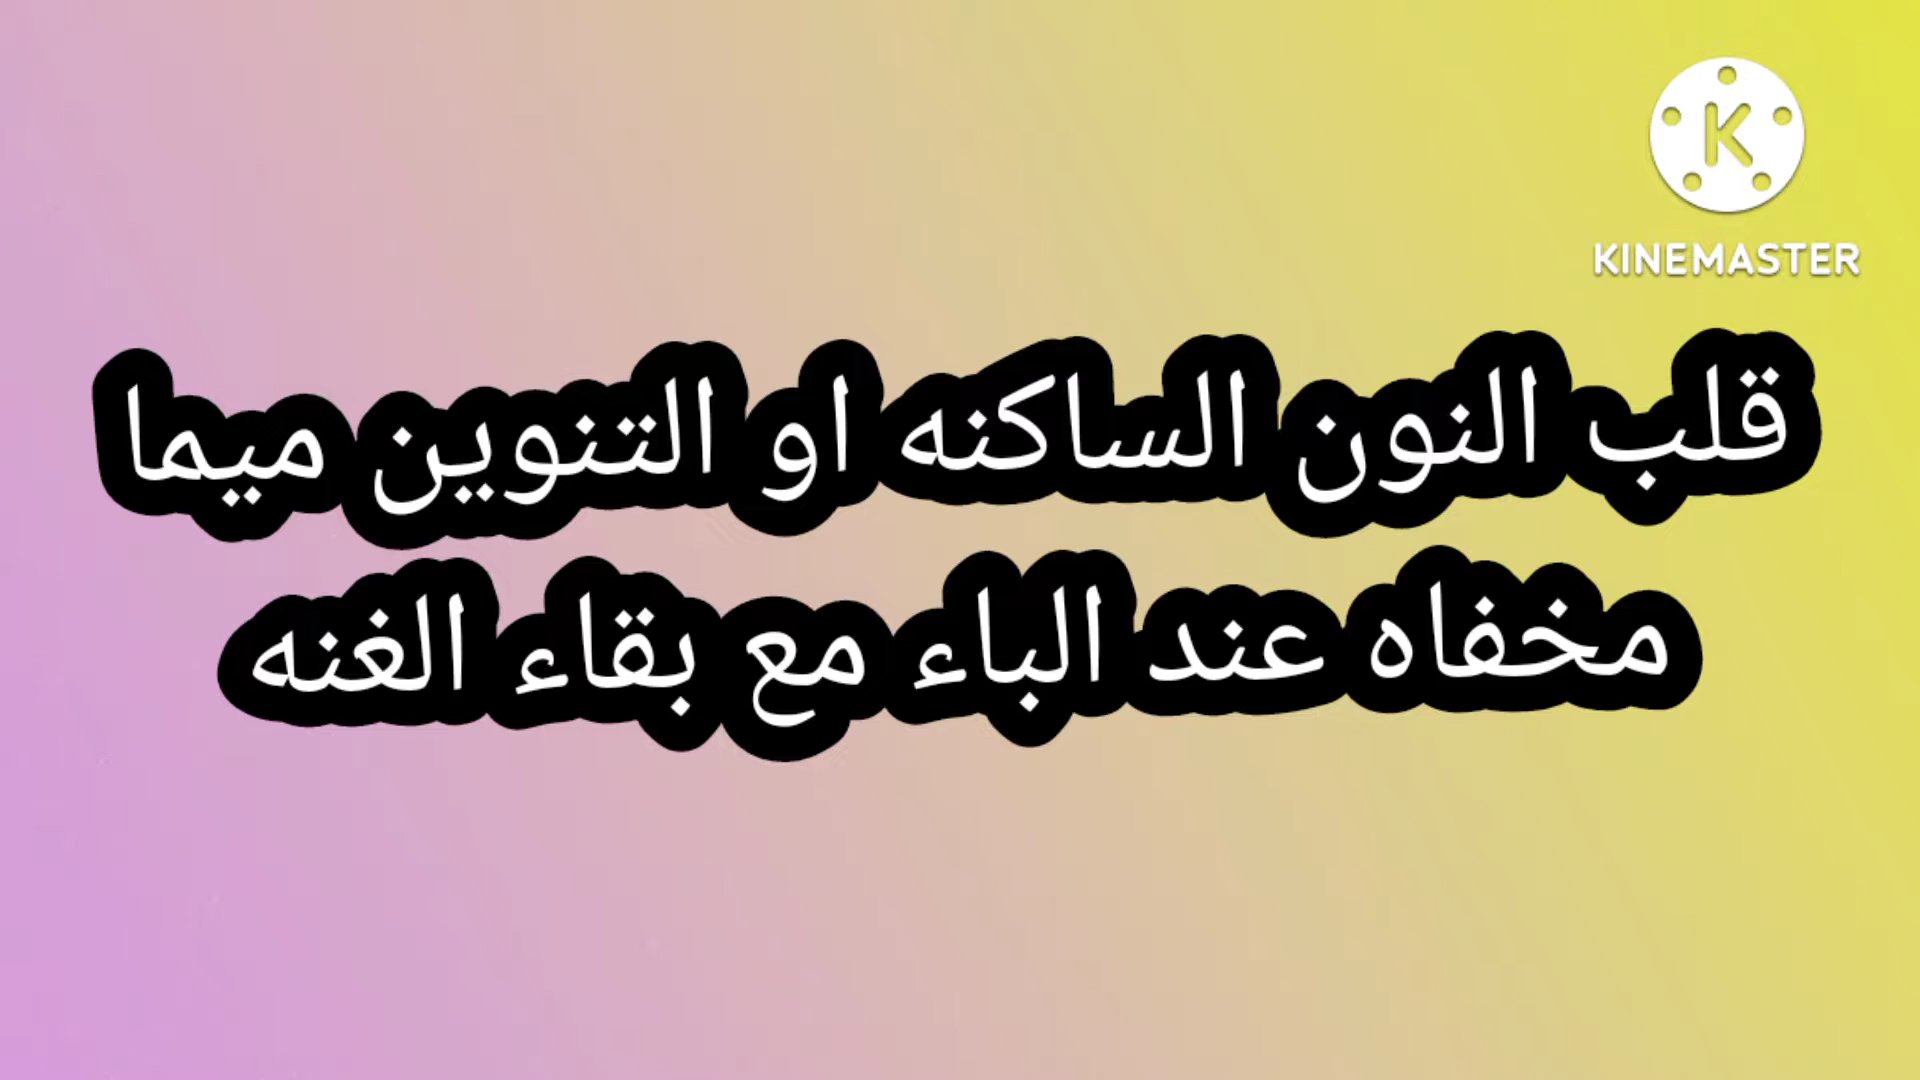 KINEMASTER
قلب النون الساكنه او التنوين ميما
مخفاه عند الباء مع بقاء الغنه